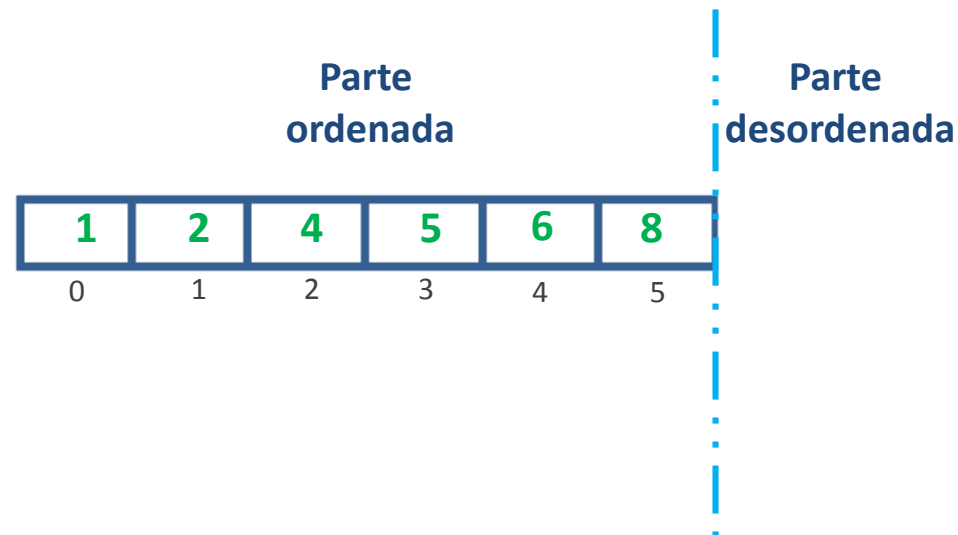 Parte
ordenada
Parte
desordenada
1 2 4 5 6 8
0 1 2 3 4 5